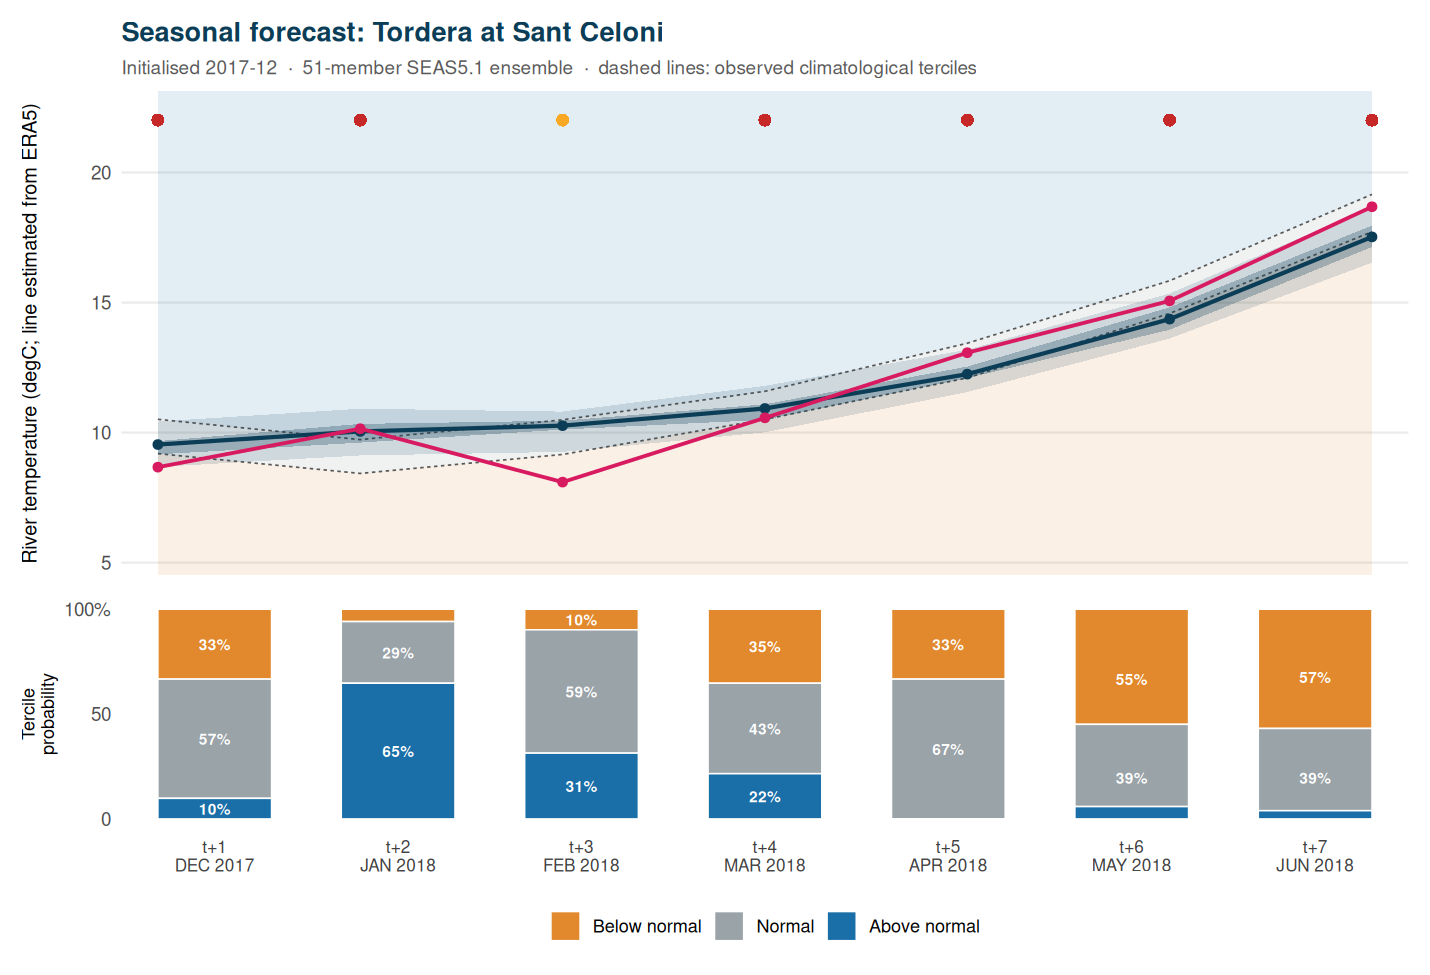 Seasonal forecast: Tordera at Sant Celoni
Initialised 2017-12 · 51-member SEAS5.1 ensemble · dashed lines: observed climatological terciles
River temperature (degC; line estimated from ERA5)
20
15
10
5
Tercile
probability
100%
50
0
33%
57%
10%
29%
65%
10%
59%
31%
35%
43%
22%
33%
67%
55%
39%
57%
39%
t+1
DEC 2017
t+2
JAN 2018
t+3
FEB 2018
t+4
MAR 2018
t+5
APR 2018
t+6
MAY 2018
t+7
JUN 2018
Below normal
Normal
Above normal